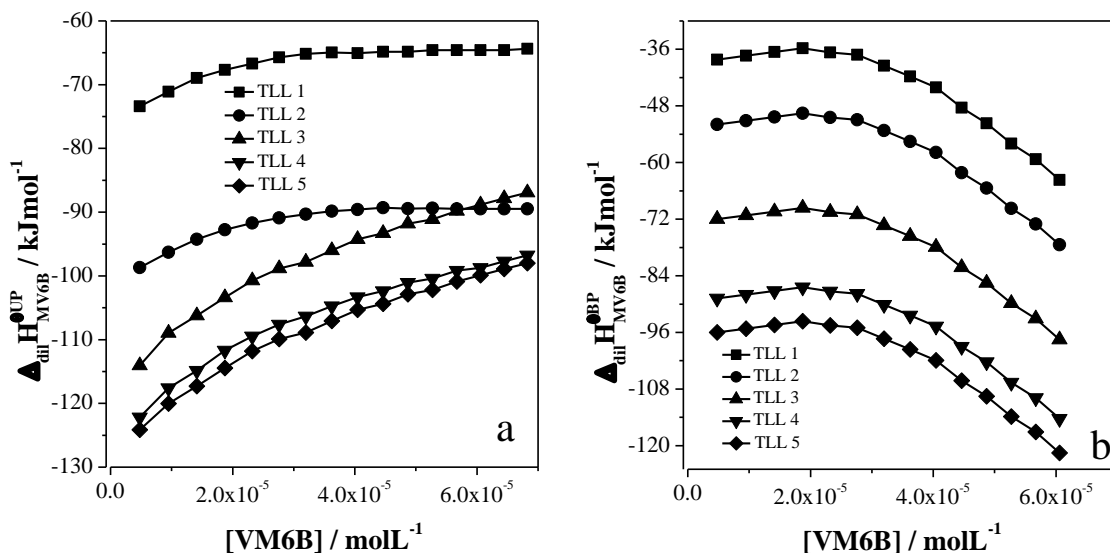 -60
-70
-80
-90
-100
-110
-120
-130
0.0
2.0x10⁻⁵
4.0x10⁻⁵
6.0x10⁻⁵
TLL 1
TLL 2
TLL 3
TLL 4
TLL 5
a
[VM6B] / molL⁻¹
H UP MV6B / kJmol⁻¹
dil
-36
-48
-60
-72
-84
-96
-108
-120
0.0
2.0x10⁻⁵
4.0x10⁻⁵
6.0x10⁻⁵
TLL 1
TLL 2
TLL 3
TLL 4
TLL 5
b
[VM6B] / molL⁻¹
H BP MV6B / kJmol⁻¹
dil